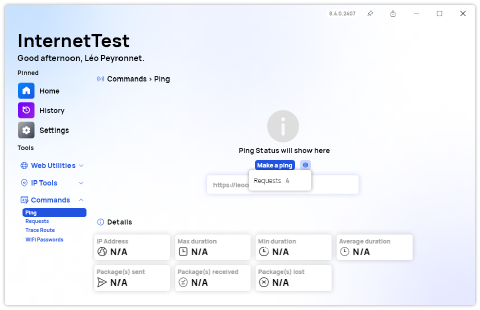 8.4.0.2407
InternetTest
Good afternoon, Léo Peyronnet.
Pinned
Home
History
Settings
Tools
Web Utilities
IP Tools
Commands
Ping
Requests
Trace Route
WiFi Passwords
Commands › Ping
Ping Status will show here
Make a ping
https://leoc
Requests 4
Details
IP Address
N/A
Max duration
N/A
Min duration
N/A
Average duration
N/A
Package(s) sent
N/A
Package(s) received
N/A
Package(s) lost
N/A